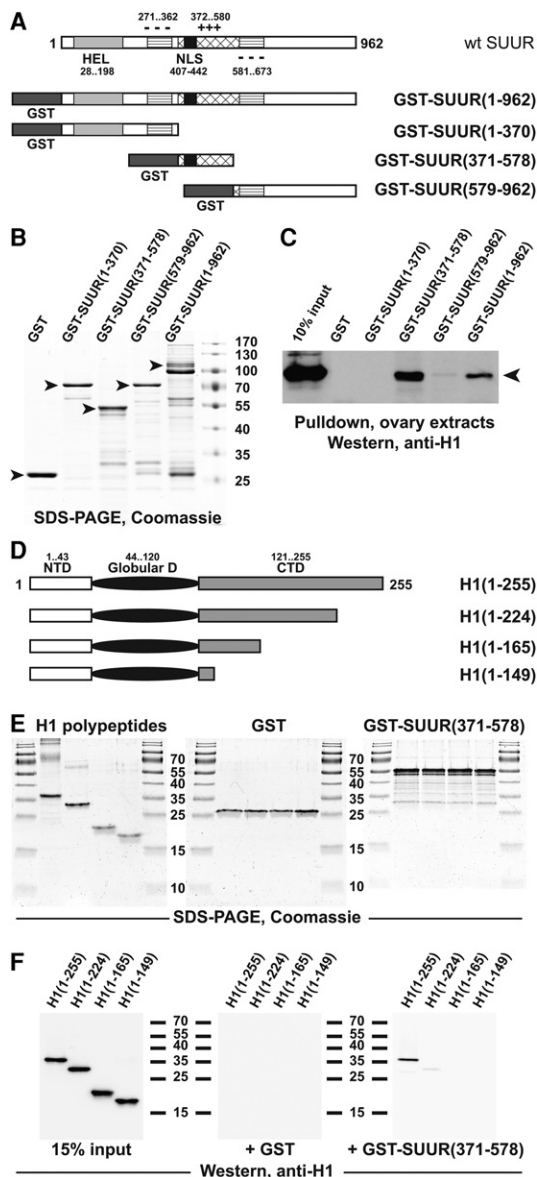 A
271..362
372..580
- - -
+++
1
962
wt SUUR
HEL
NLS
- - -
28..198
407-442
581..673
GST
GST-SUUR(1-962)
GST
GST-SUUR(1-370)
GST
GST-SUUR(371-578)
GST
GST-SUUR(579-962)
B
GST
GST-SUUR(1-370)
GST-SUUR(371-578)
GST-SUUR(579-962)
GST-SUUR(1-962)
170
130
100
70
55
40
35
25
SDS-PAGE, Coomassie
C
10% input
GST
GST-SUUR(1-370)
GST-SUUR(371-578)
GST-SUUR(579-962)
GST-SUUR(1-962)
Pulldown, ovary extracts
Western, anti-H1
D
1..43
44..120
121..255
NTD
Globular D
CTD
1
255
H1(1-255)
H1(1-224)
H1(1-165)
H1(1-149)
E
H1 polypeptides
GST
GST-SUUR(371-578)
70
55
40
35
25
15
10
70
55
40
35
25
15
10
SDS-PAGE, Coomassie
F
H1(1-255)
H1(1-224)
H1(1-165)
H1(1-149)
H1(1-255)
H1(1-224)
H1(1-165)
H1(1-149)
H1(1-255)
H1(1-224)
H1(1-165)
H1(1-149)
70
55
40
35
25
15
70
55
40
35
25
15
15% input
+ GST
+ GST-SUUR(371-578)
Western, anti-H1